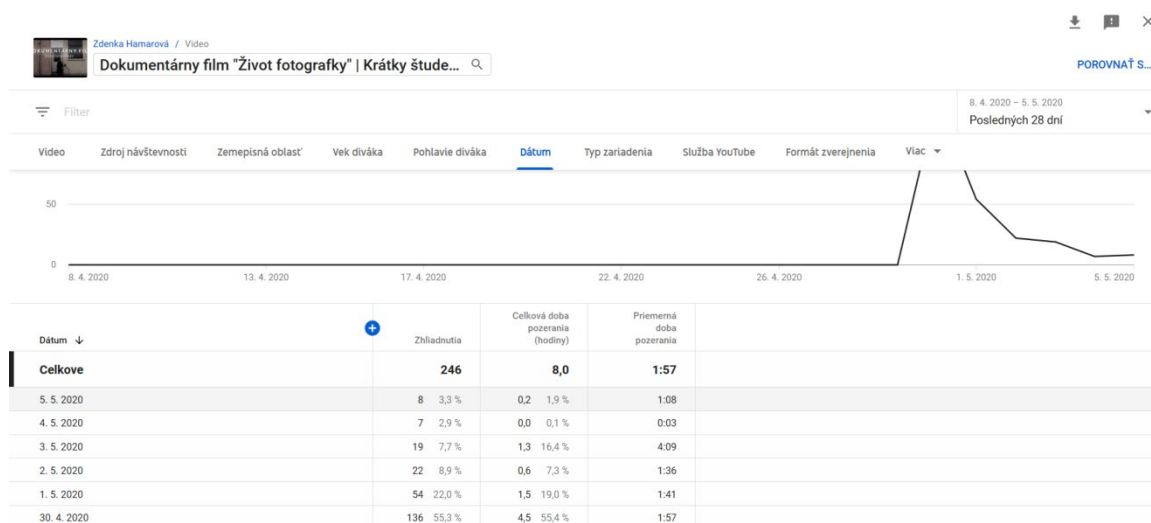 Zdenka Hamarová / Video
Dokumentárny film "Život fotografky" | Krátky štude...
POROVNAŤ S...
Filter
8. 4. 2020 – 5. 5. 2020
Posledných 28 dní
Video Zdroj návštevnosti Zemepisná oblasť Vek diváka Pohlavie diváka Dátum Typ zariadenia Služba YouTube Formát zverejnenia Viac
50
0
8. 4. 2020 13. 4. 2020 17. 4. 2020 22. 4. 2020 26. 4. 2020 1. 5. 2020 5. 5. 2020
Dátum
Zhliadnutia
Celková doba
pozerania
(hodiny)
Priemerná
doba
pozerania
Celkove 246 8,0 1:57
5. 5. 2020 8 3,3 % 0,2 1,9 % 1:08
4. 5. 2020 7 2,9 % 0,0 0,1 % 0:03
3. 5. 2020 19 7,7 % 1,3 16,4 % 4:09
2. 5. 2020 22 8,9 % 0,6 7,3 % 1:36
1. 5. 2020 54 22,0 % 1,5 19,0 % 1:41
30. 4. 2020 136 55,3 % 4,5 55,4 % 1:57